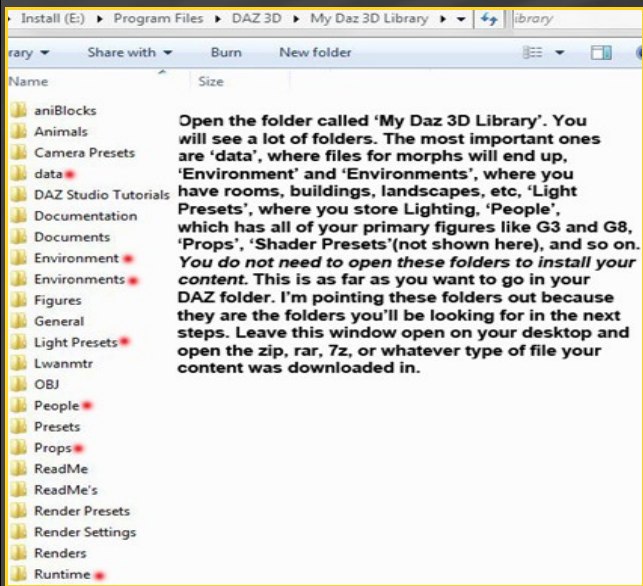 Install (E:) ▸ Program Files ▸ DAZ 3D ▸ My Daz 3D Library ▸
ibrary
rary ▾ Share with ▾ Burn New folder
Name Size
aniBlocks
Animals
Camera Presets
data
DAZ Studio Tutorials
Documentation
Documents
Environment
Environments
Figures
General
Light Presets
Lwanmtr
OBJ
People
Presets
Props
ReadMe
ReadMe's
Render Presets
Render Settings
Renders
Runtime
Open the folder called ‘My Daz 3D Library’. You
will see a lot of folders. The most important ones
are ‘data’, where files for morphs will end up,
‘Environment’ and ‘Environments’, where you
have rooms, buildings, landscapes, etc, ‘Light
Presets’, where you store Lighting, ‘People’,
which has all of your primary figures like G3 and G8,
‘Props’, ‘Shader Presets’(not shown here), and so on.
You do not need to open these folders to install your
content. This is as far as you want to go in your
DAZ folder. I’m pointing these folders out because
they are the folders you’ll be looking for in the next
steps. Leave this window open on your desktop and
open the zip, rar, 7z, or whatever type of file your
content was downloaded in.